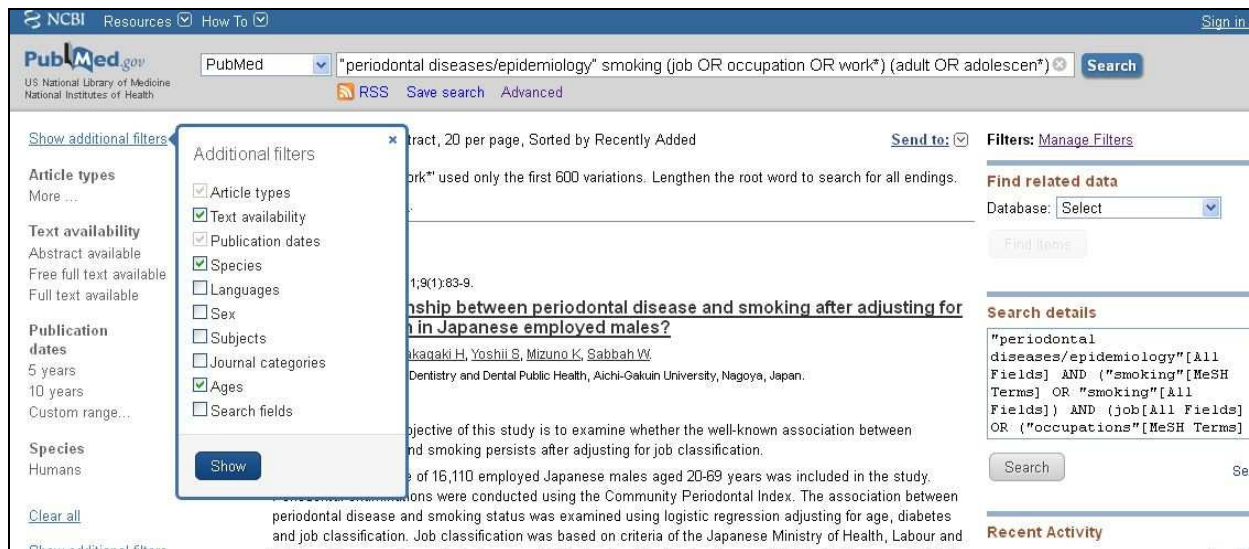 NCBI Resources How To Sign in
PubMed.gov
US National Library of Medicine
National Institutes of Health
PubMed
"periodontal diseases/epidemiology" smoking (job OR occupation OR work*) (adult OR adolescen*)
Search
RSS Save search Advanced
Show additional filters
Article types
More ...
Text availability
Abstract available
Free full text available
Full text available
Publication
dates
5 years
10 years
Custom range...
Species
Humans
Clear all
Show additional filters
Additional filters
Article types
Text availability
Publication dates
Species
Languages
Sex
Subjects
Journal categories
Ages
Search fields
Show
tract, 20 per page, Sorted by Recently Added
Send to:
ork*' used only the first 600 variations. Lengthen the root word to search for all endings.
1;9(1):83-9.
nship between periodontal disease and smoking after adjusting for
n in Japanese employed males?
kagaki H, Yoshii S, Mizuno K, Sabbah W.
Dentistry and Dental Public Health, Aichi-Gakuin University, Nagoya, Japan.
jective of this study is to examine whether the well-known association between
nd smoking persists after adjusting for job classification.
e of 16,110 employed Japanese males aged 20-69 years was included in the study.
Periodontal examinations were conducted using the Community Periodontal Index. The association between
periodontal disease and smoking status was examined using logistic regression adjusting for age, diabetes
and job classification. Job classification was based on criteria of the Japanese Ministry of Health, Labour and
Filters: Manage Filters
Find related data
Database: Select
Find items
Search details
"periodontal
diseases/epidemiology"[All
Fields] AND ("smoking"[MeSH
Terms] OR "smoking"[All
Fields]) AND (job[All Fields]
OR ("occupations"[MeSH Terms]
Search
Se
Recent Activity